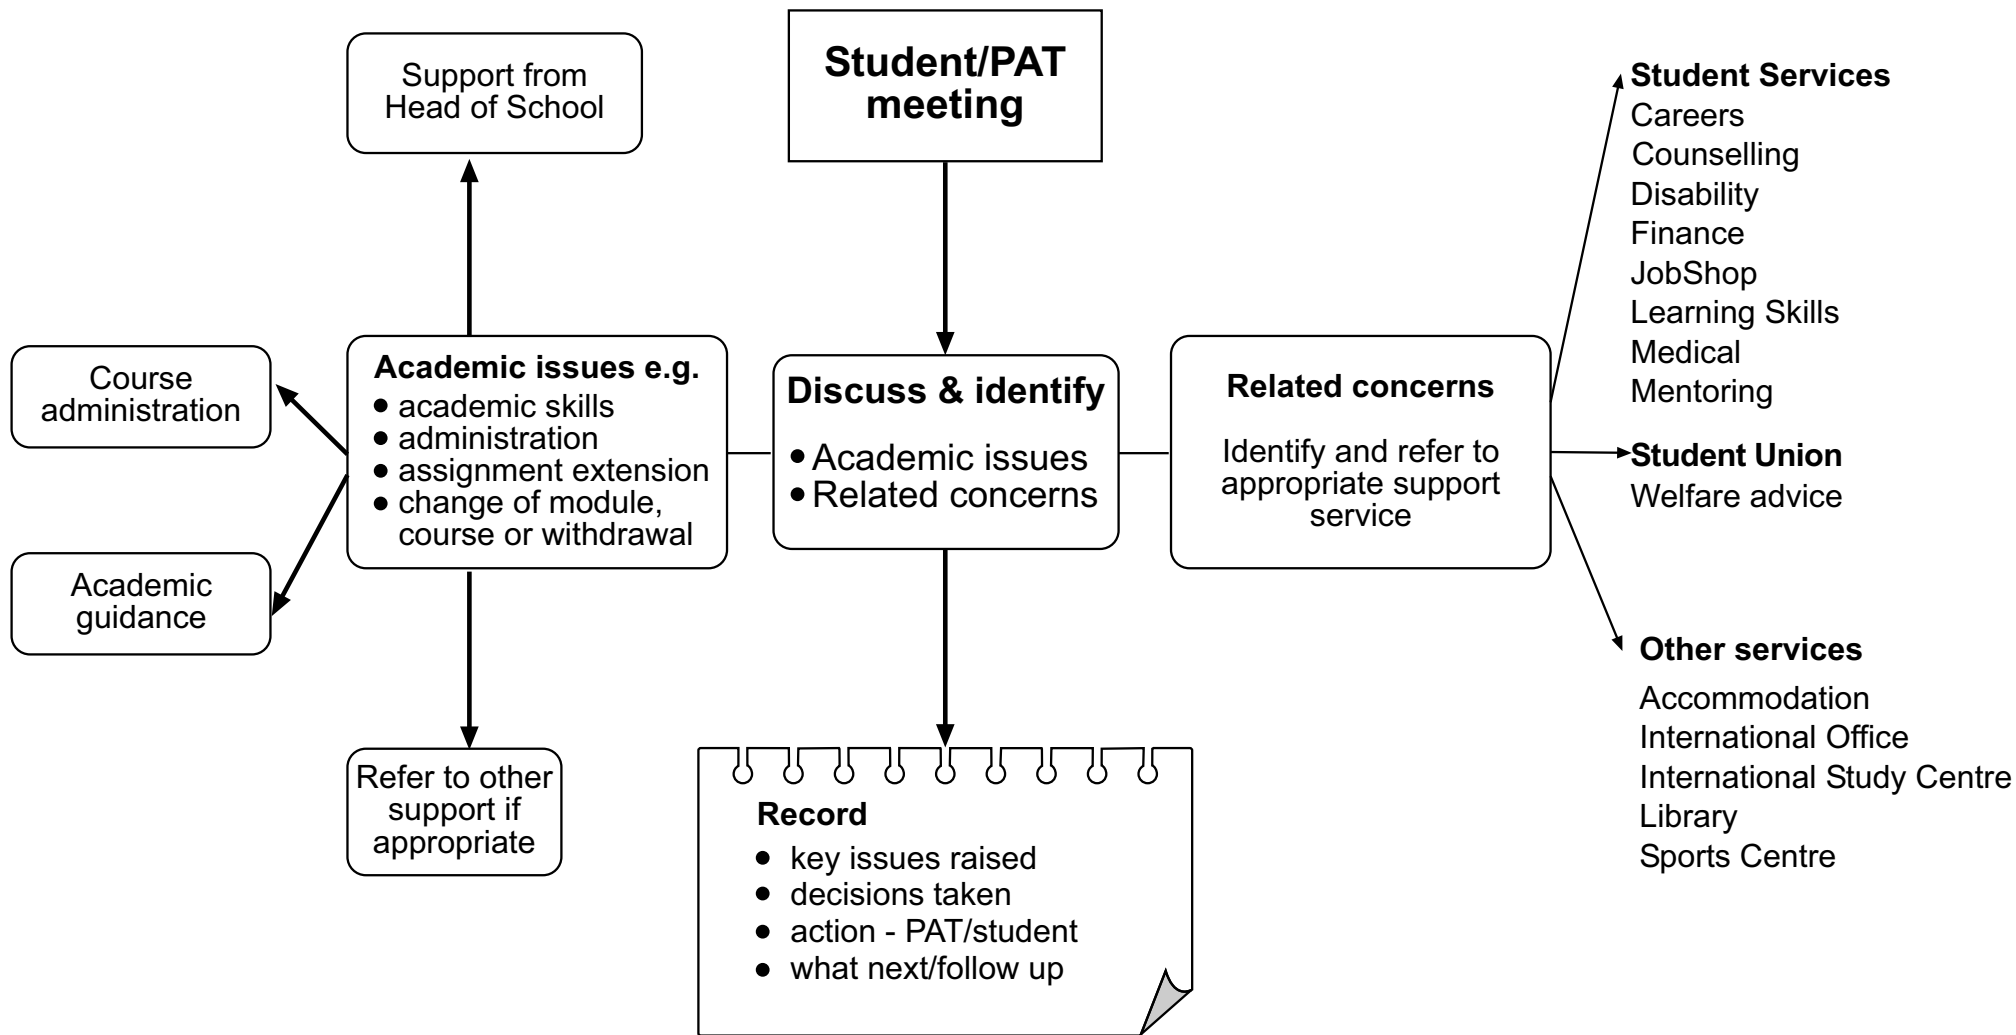 Support from
Head of School
Student/PAT
meeting
Student Services
Careers
Counselling
Disability
Finance
JobShop
Learning Skills
Medical
Mentoring
Course
administration
Academic issues e.g.
• academic skills
• administration
• assignment extension
• change of module,
course or withdrawal
Discuss & identify
• Academic issues
• Related concerns
Related concerns
Identify and refer to
appropriate support
service
Student Union
Welfare advice
Academic
guidance
Other services
Accommodation
International Office
International Study Centre
Library
Sports Centre
Refer to other
support if
appropriate
Record
• key issues raised
• decisions taken
• action - PAT/student
• what next/follow up